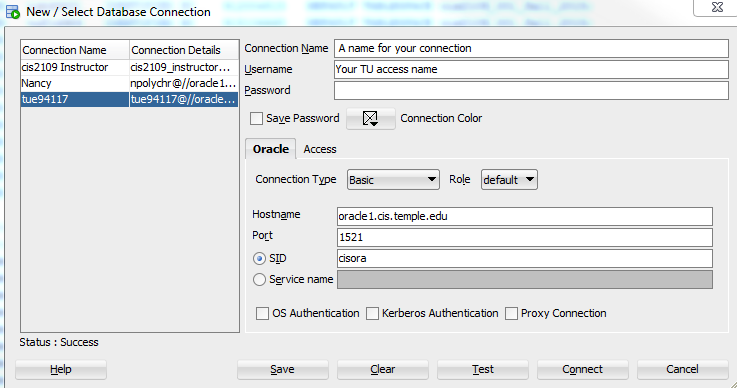 New / Select Database Connection
Connection Name Connection Details
cis2109 Instructor cis2109_instructor...
Nancy npolychr@//oracle1...
tue94117 tue94117@//oracle...
Connection Name A name for your connection
Username Your TU access name
Password
Save Password Connection Color
Oracle Access
Connection Type Basic Role default
Hostname oracle1.cis.temple.edu
Port 1521
SID cisora
Service name
OS Authentication Kerberos Authentication Proxy Connection
Status : Success
Help Save Clear Test Connect Cancel